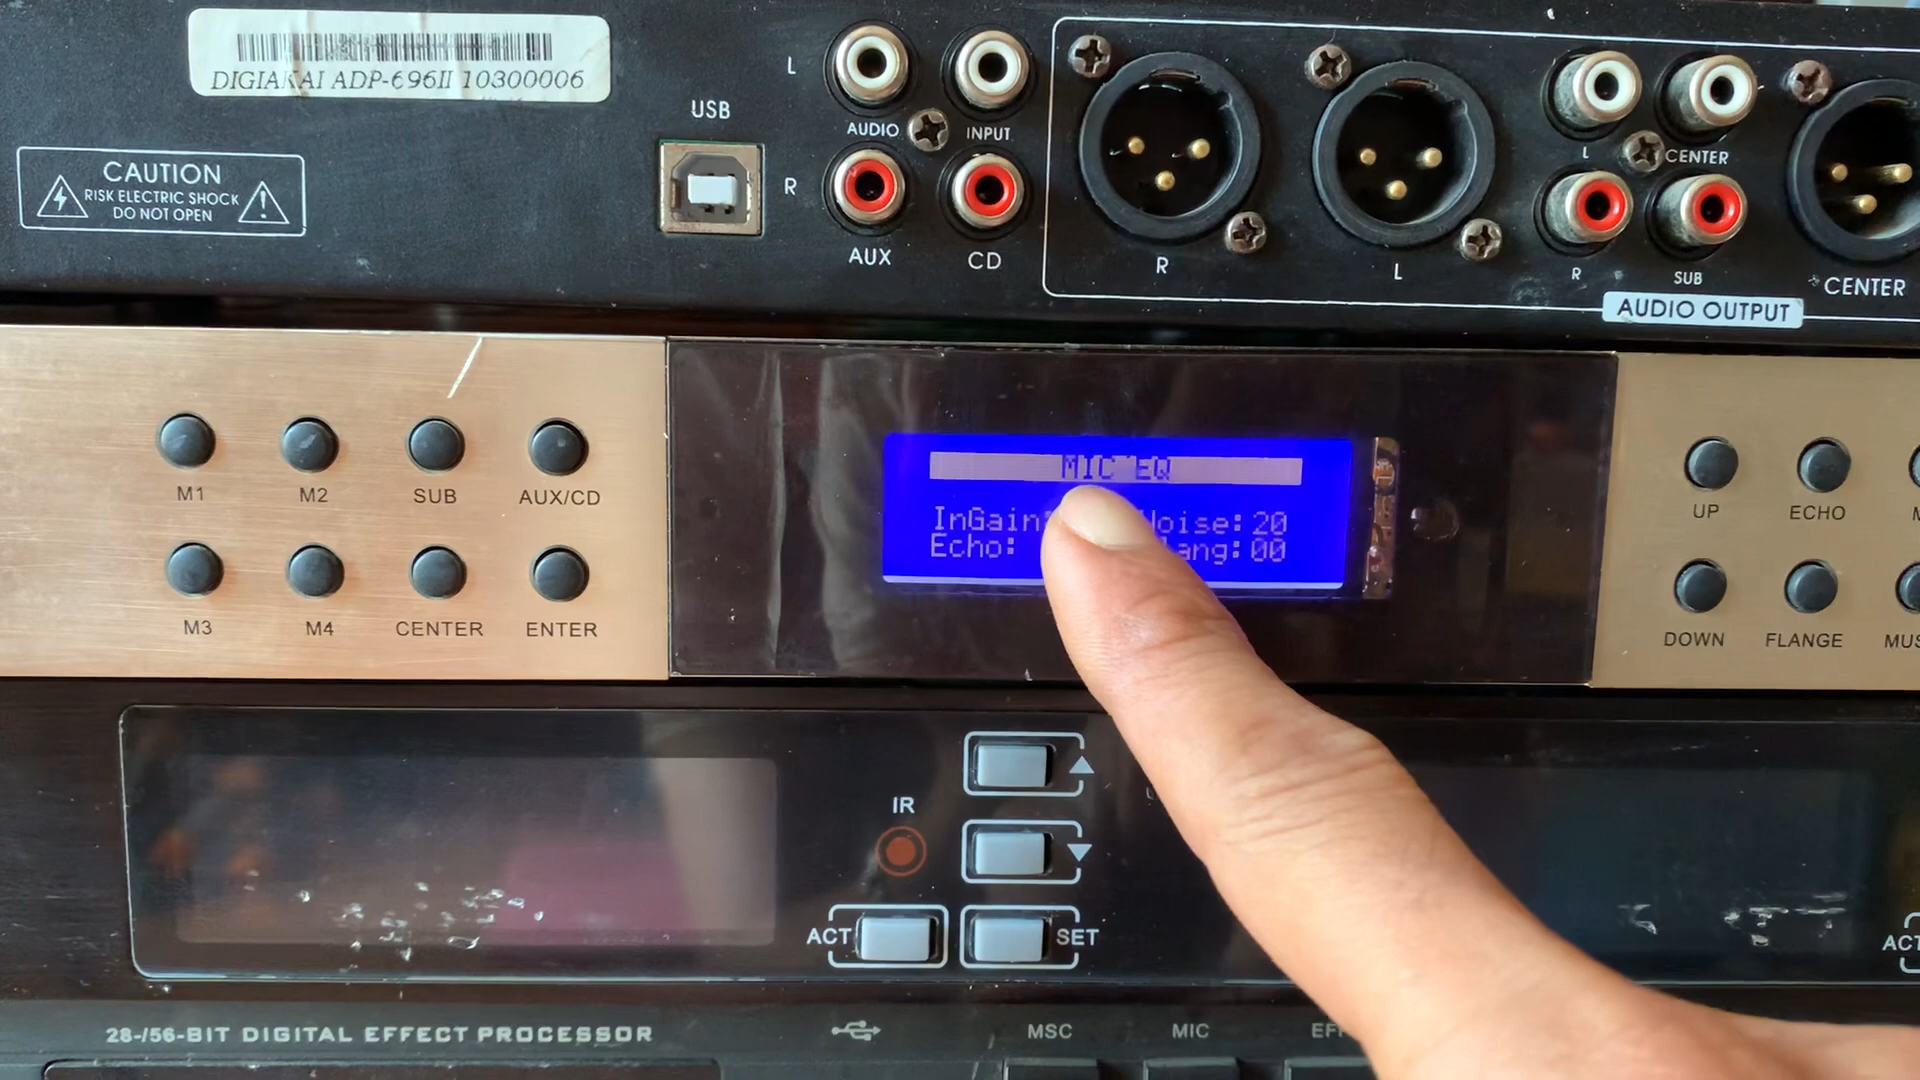 DIGIAKAI ADP-696II 10300006
CAUTION
RISK ELECTRIC SHOCK
DO NOT OPEN
USB
L
R
AUDIO INPUT
AUX CD
R
L
L CENTER
R SUB
CENTER
AUDIO OUTPUT
M1 M2 SUB AUX/CD
M3 M4 CENTER ENTER
MIC EQ
InGain: Noise: 20
Echo: lang: 00
UP ECHO
DOWN FLANGE
IR
ACT
SET
ACT
28-/56-BIT DIGITAL EFFECT PROCESSOR
MSC MIC